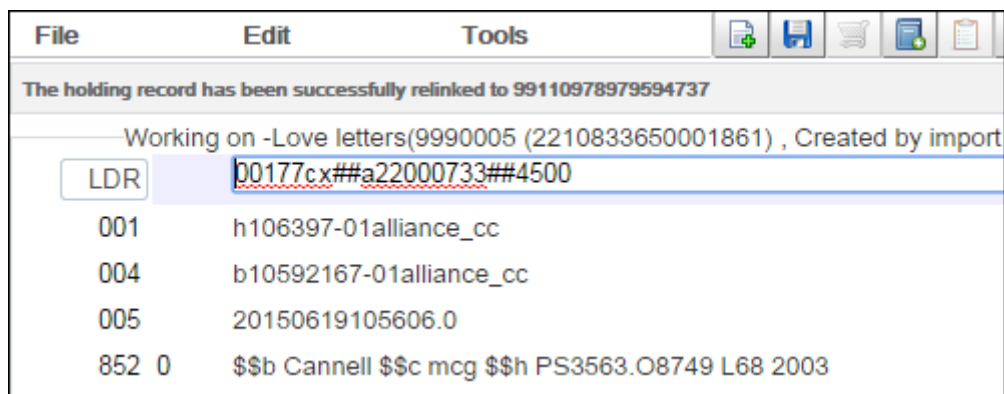 File Edit Tools
The holding record has been successfully relinked to 99110978979594737
Working on -Love letters(9990005 (2210833650001861) , Created by import
LDR 00177cx##a22000733##4500
001 h106397-01alliance_cc
004 b10592167-01alliance_cc
005 20150619105606.0
852 0 $$b Cannell $$c mcg $$h PS3563.O8749 L68 2003